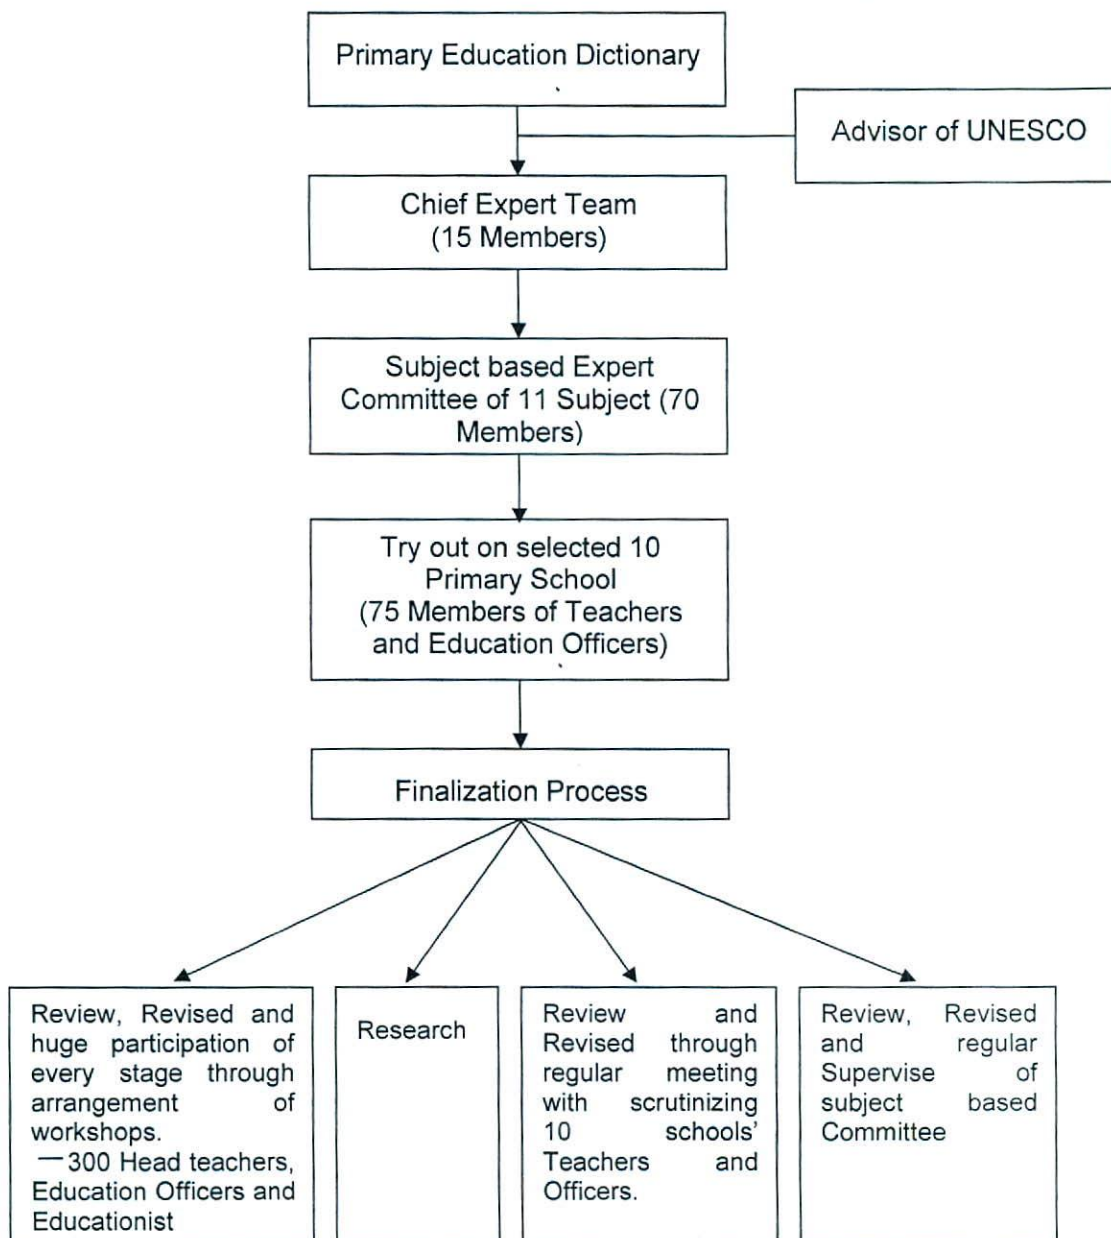 Primary Education Dictionary
Advisor of UNESCO
Chief Expert Team
(15 Members)
Subject based Expert
Committee of 11 Subject (70
Members)
Try out on selected 10
Primary School
(75 Members of Teachers
and Education Officers)
Finalization Process
Review, Revised and
huge participation of
every stage through
arrangement of
workshops.
—300 Head teachers,
Education Officers and
Educationist
Research
Review and
Revised through
regular meeting
with scrutinizing
10 schools'
Teachers and
Officers.
Review, Revised
and regular
Supervise of
subject based
Committee